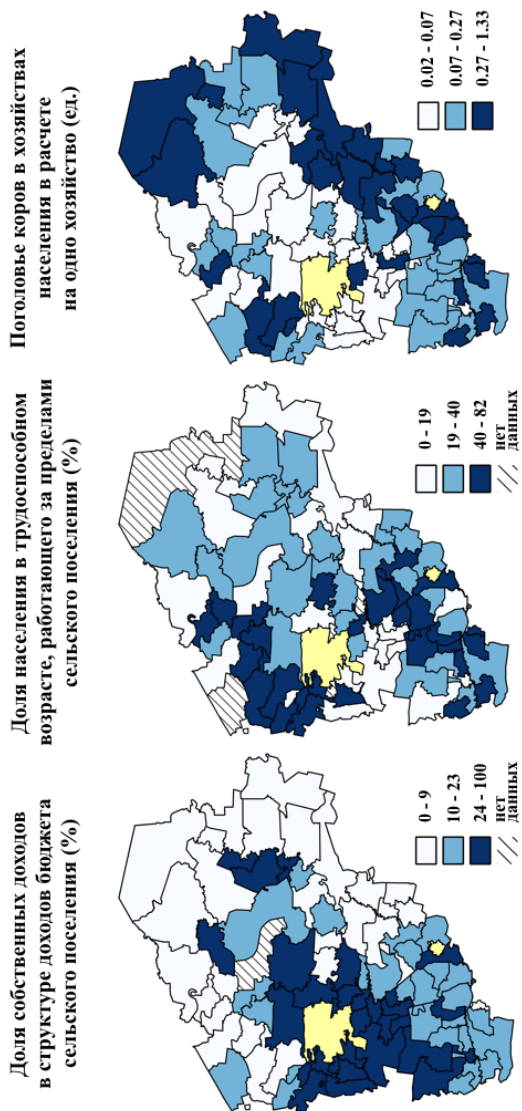 Доля собственных доходов
в структуре доходов бюджета
сельского поселения (%)
0 - 9
10 - 23
24 - 100
нет
данных
Доля населения в трудоспособном
возрасте, работающего за пределами
сельского поселения (%)
0 - 19
19 - 40
40 - 82
нет
данных
Поголовье коров в хозяйствах
населения в расчете
на одно хозяйство (ед.)
0.02 - 0.07
0.07 - 0.27
0.27 - 1.33